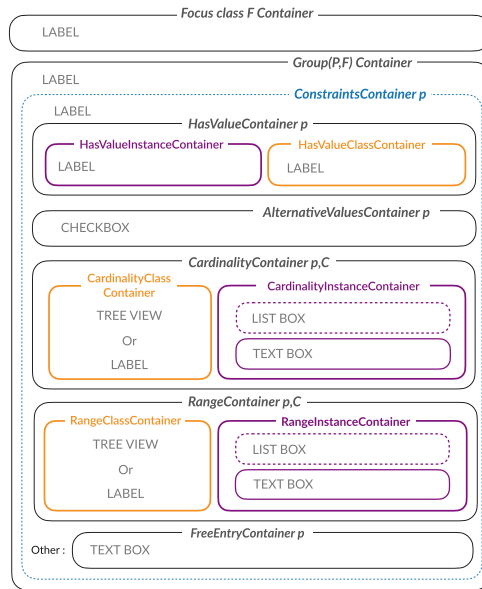 Focus class F Container
LABEL
Group(P,F) Container
LABEL
ConstraintsContainer p
LABEL
HasValueContainer p
HasValueInstanceContainer
HasValueClassContainer
LABEL
LABEL
AlternativeValuesContainer p
CHECKBOX
CardinalityContainer p,C
CardinalityClass
Container
CardinalityInstanceContainer
TREE VIEW
LIST BOX
Or
TEXT BOX
LABEL
RangeContainer p,C
RangeClassContainer
RangeInstanceContainer
TREE VIEW
LIST BOX
Or
TEXT BOX
LABEL
FreeEntryContainer p
Other :
TEXT BOX